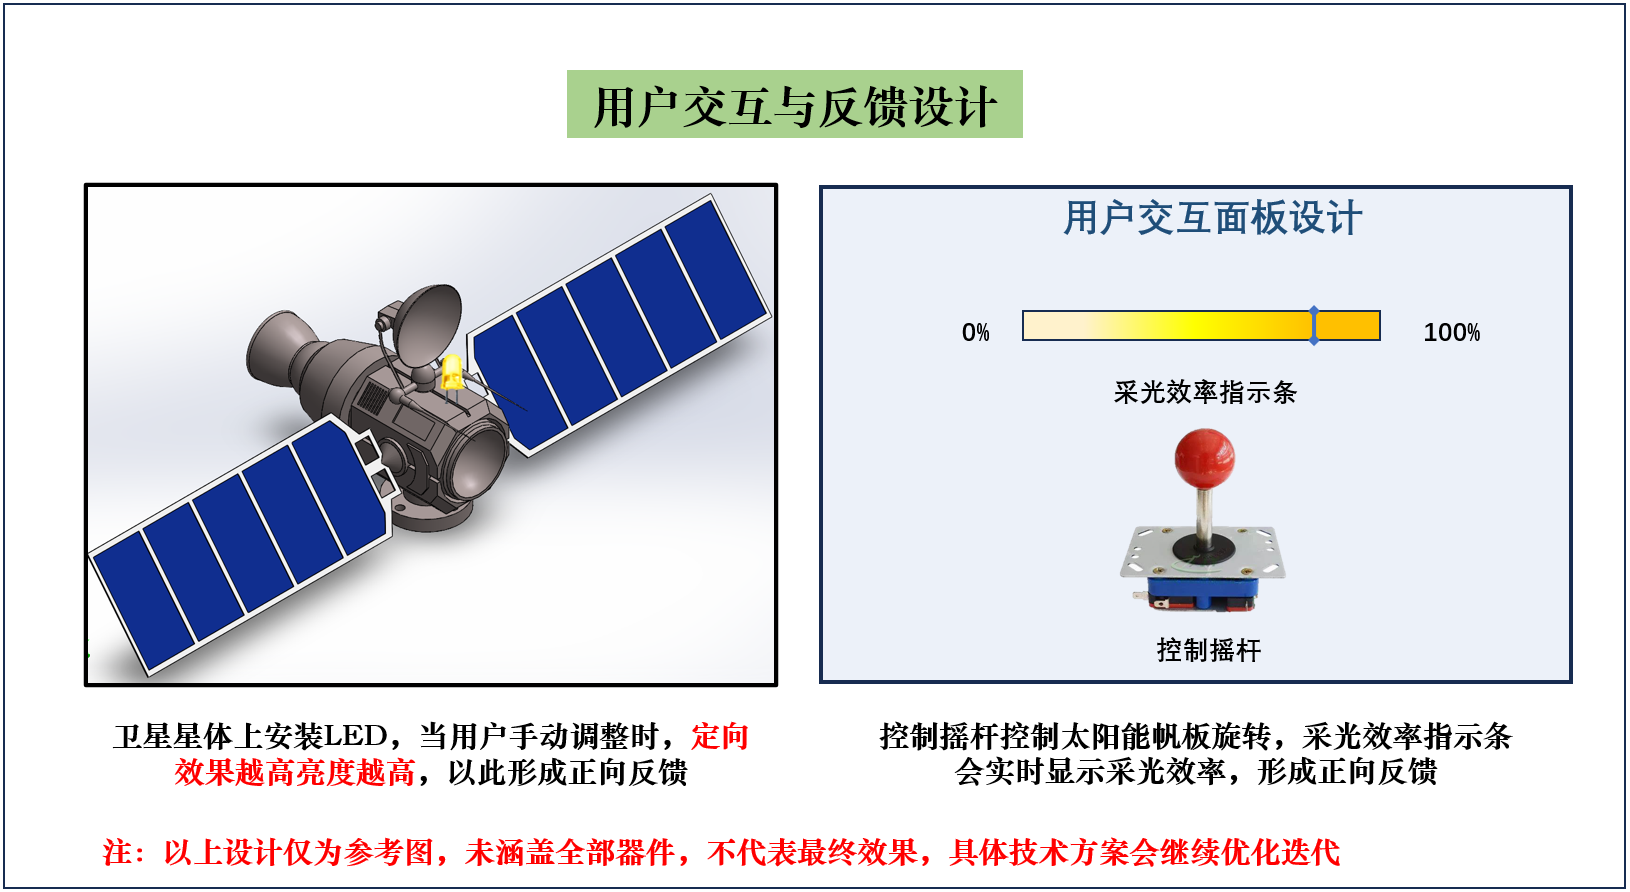 用户交互与反馈设计
用户交互面板设计
0%
100%
采光效率指示条
控制摇杆
卫星星体上安装LED，当用户手动调整时，定向
效果越高亮度越高，以此形成正向反馈
控制摇杆控制太阳能帆板旋转，采光效率指示条
会实时显示采光效率，形成正向反馈
注：以上设计仅为参考图，未涵盖全部器件，不代表最终效果，具体技术方案会继续优化迭代